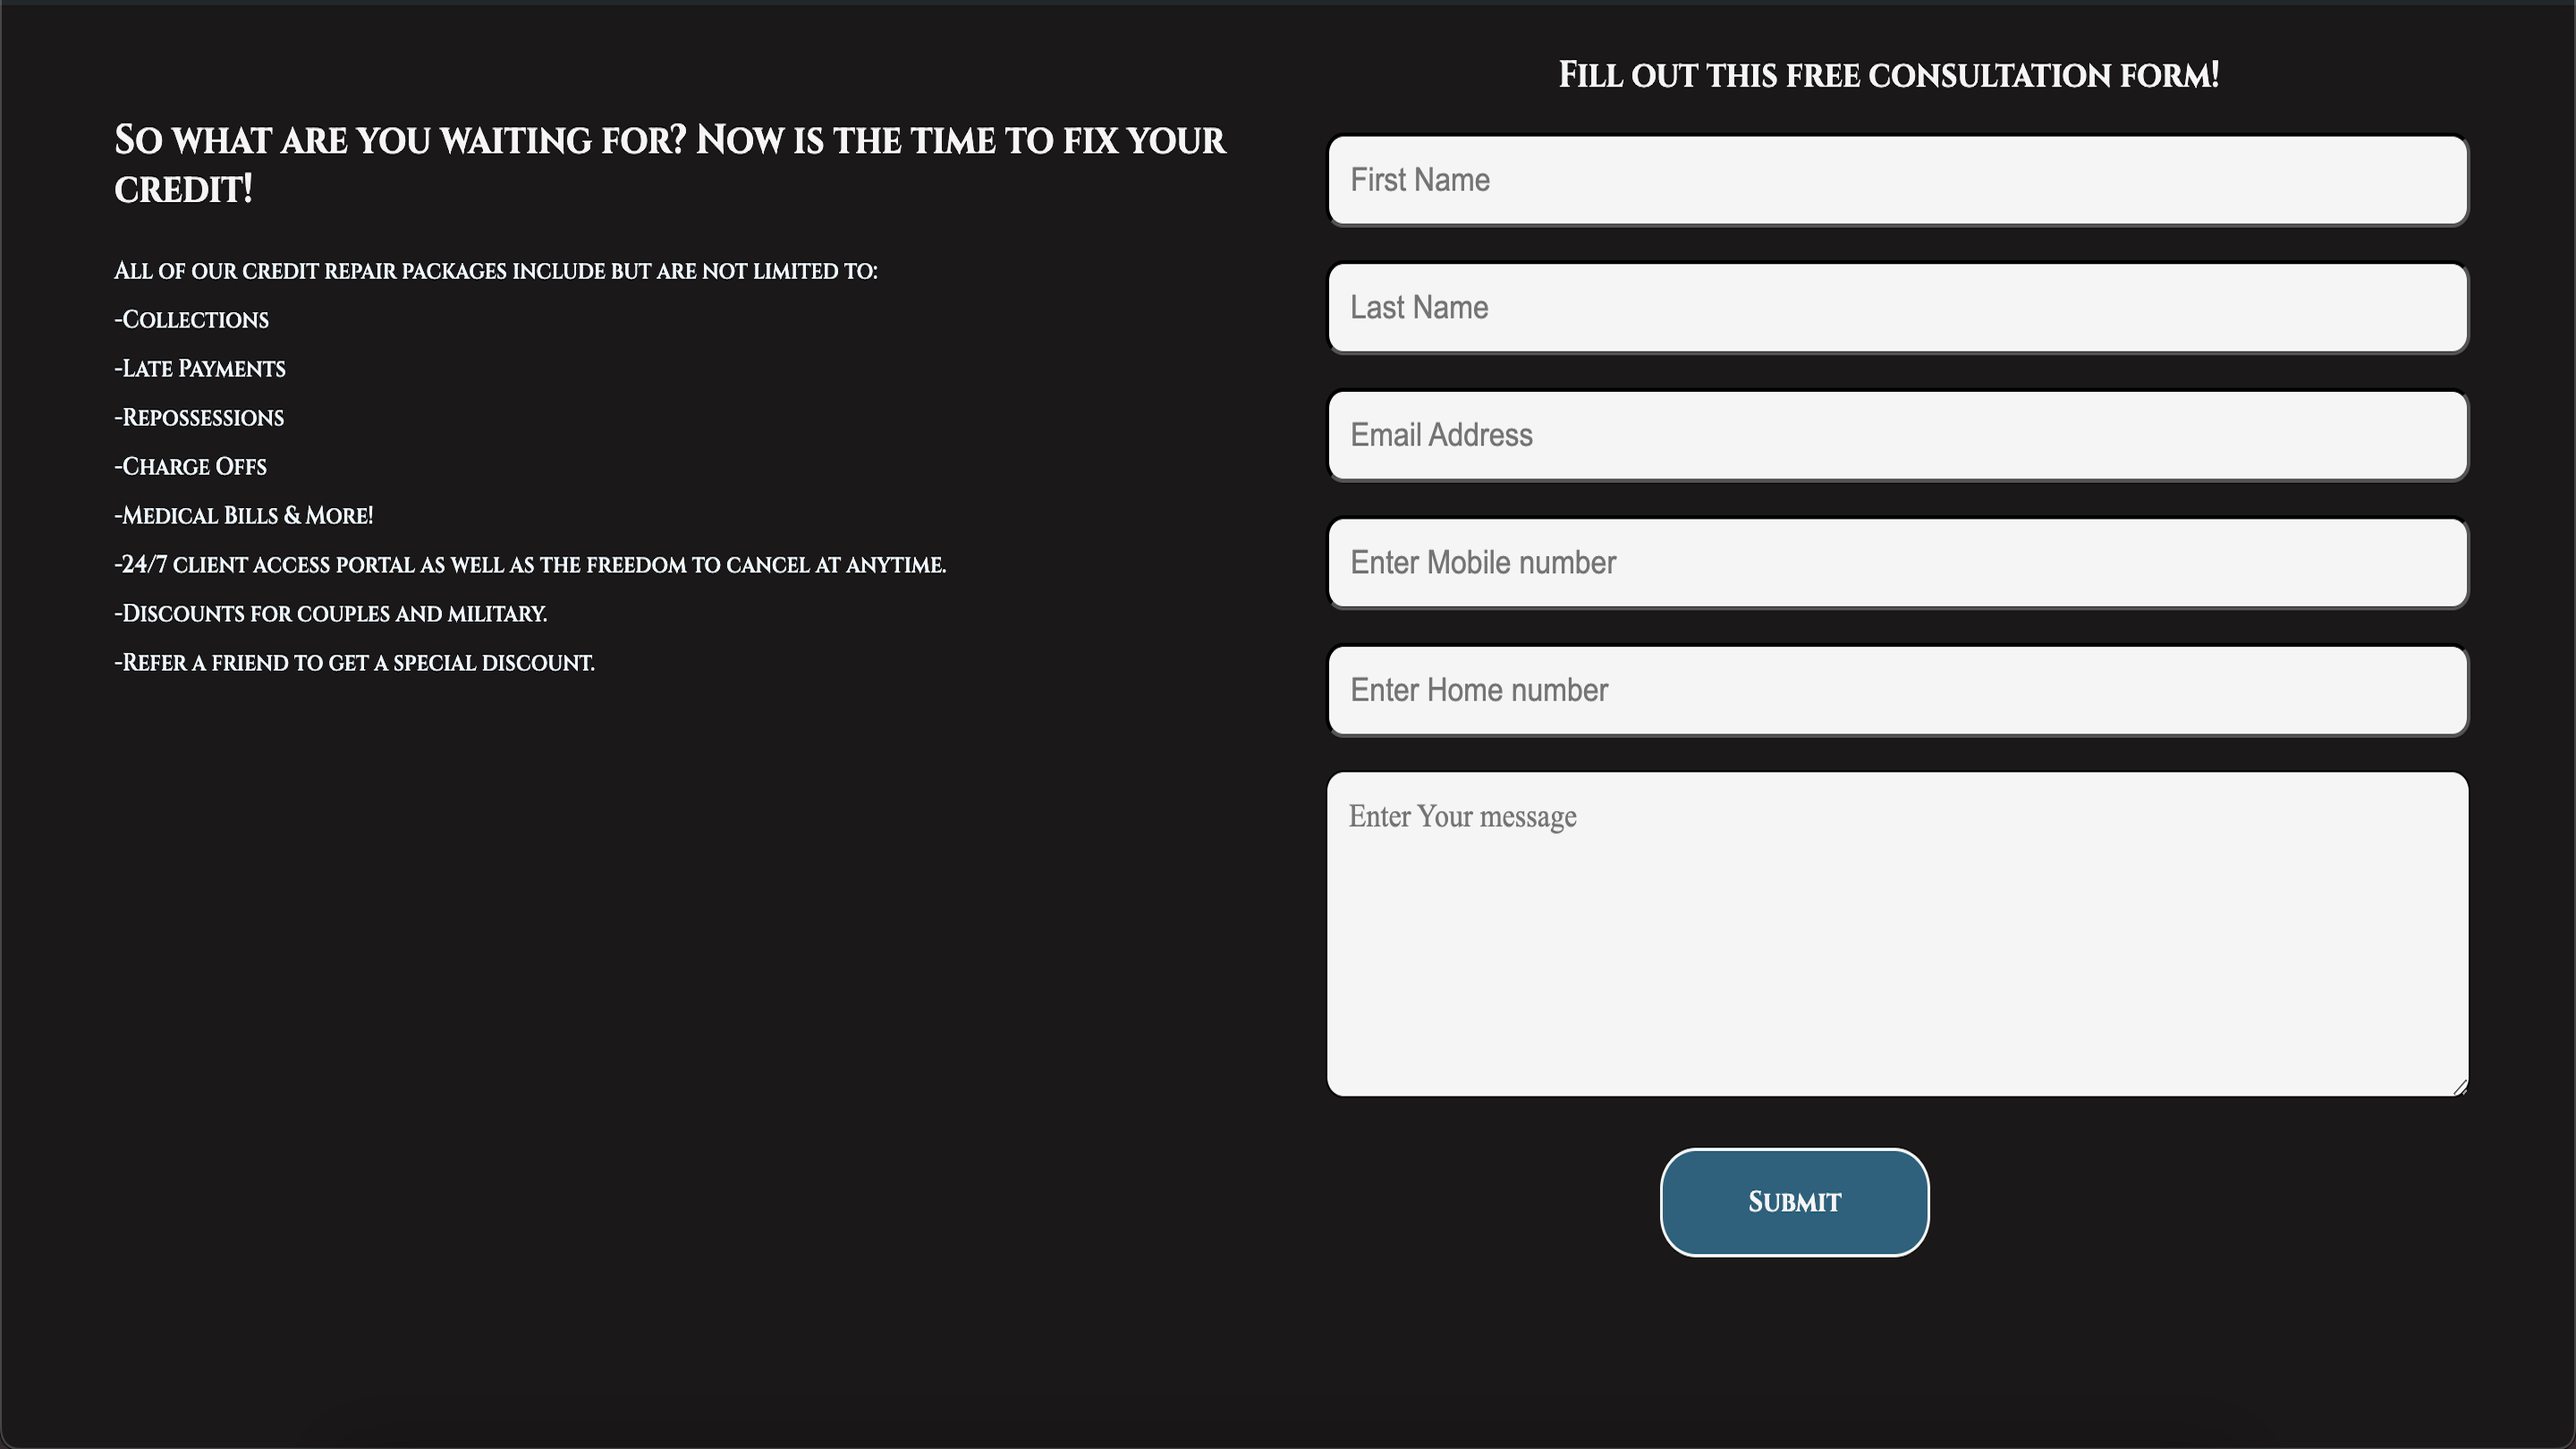 So what are you waiting for? Now is the time to fix your
credit!
All of our credit repair packages include but are not limited to:
-Collections
-Late Payments
-Repossessions
-Charge Offs
-Medical Bills & More!
-24/7 client access portal as well as the freedom to cancel at anytime.
-Discounts for couples and military.
-Refer a friend to get a special discount.
Fill out this free consultation form!
First Name
Last Name
Email Address
Enter Mobile number
Enter Home number
Enter Your message
Submit